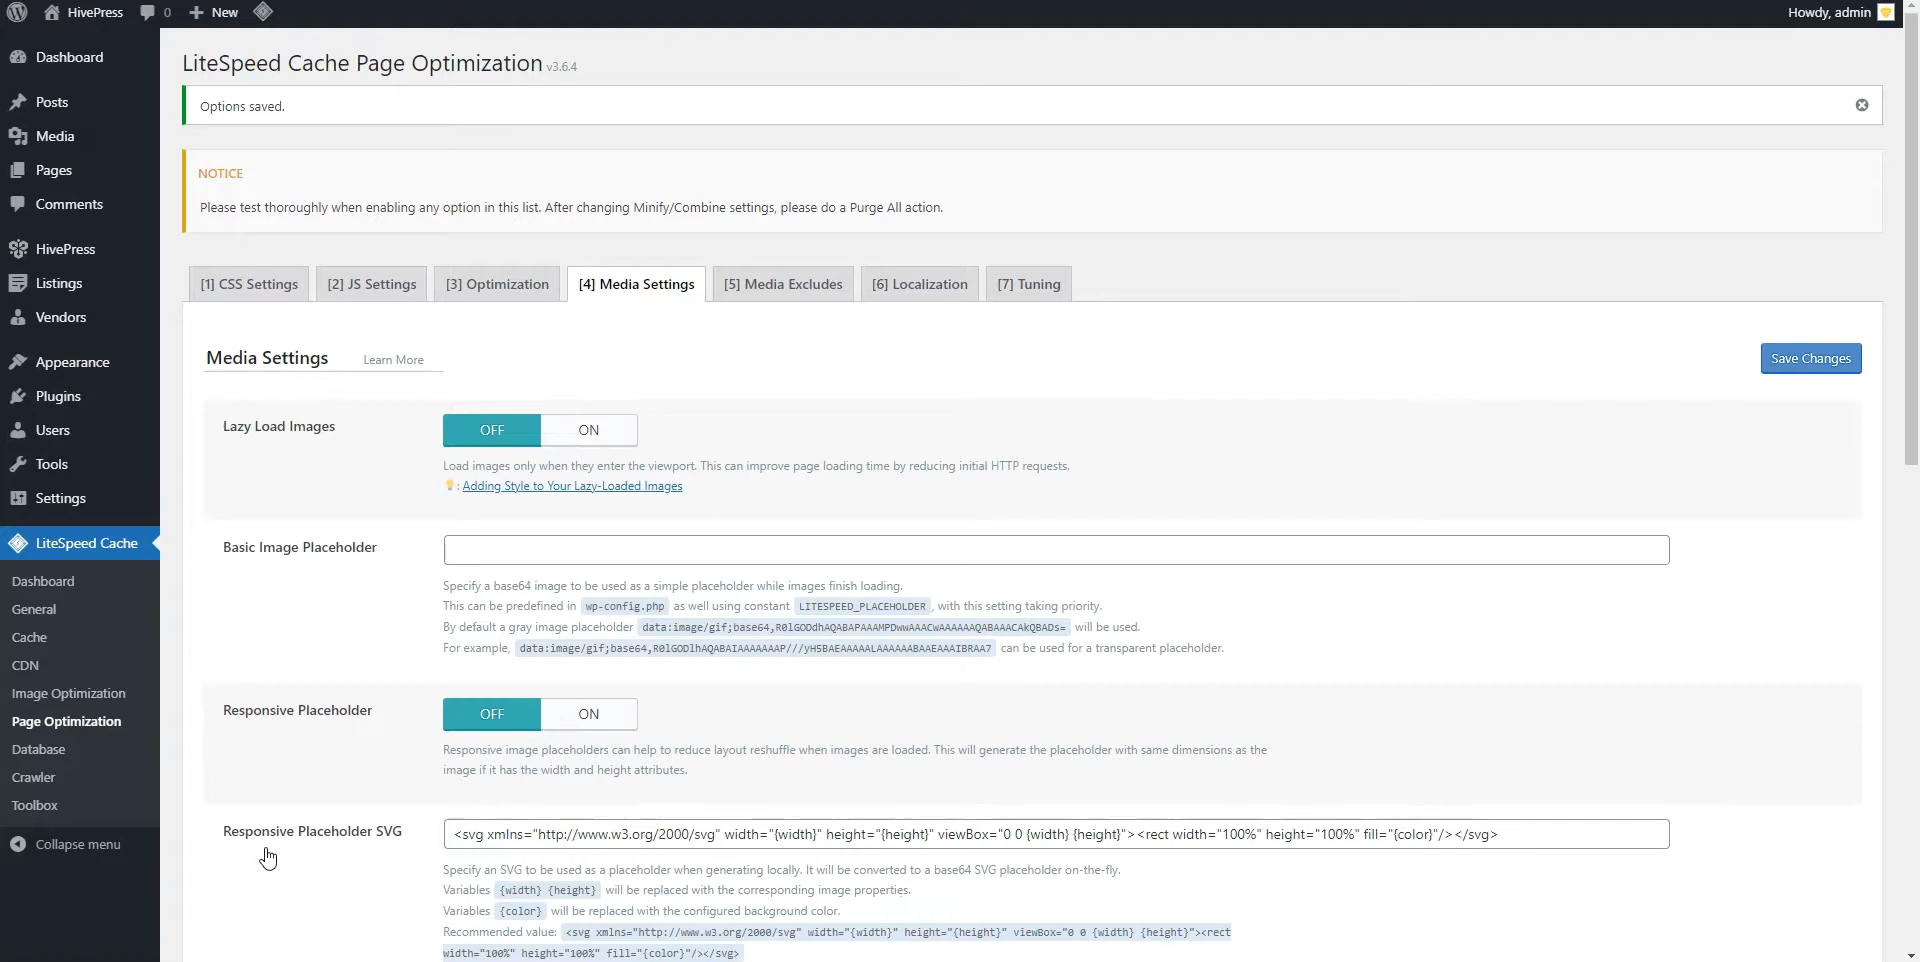 HivePress 0 New Howdy, admin
Dashboard
Posts
Media
Pages
Comments
HivePress
Listings
Vendors
Appearance
Plugins
Users
Tools
Settings
LiteSpeed Cache
Dashboard
General
Cache
CDN
Image Optimization
Page Optimization
Database
Crawler
Toolbox
Collapse menu
LiteSpeed Cache Page Optimization v3.6.4
Options saved.
NOTICE
Please test thoroughly when enabling any option in this list. After changing Minify/Combine settings, please do a Purge All action.
[1] CSS Settings [2] JS Settings [3] Optimization [4] Media Settings [5] Media Excludes [6] Localization [7] Tuning
Media Settings Learn More Save Changes
Lazy Load Images OFF ON
Load images only when they enter the viewport. This can improve page loading time by reducing initial HTTP requests.
: Adding Style to Your Lazy-Loaded Images
Basic Image Placeholder
Specify a base64 image to be used as a simple placeholder while images finish loading.
This can be predefined in wp-config.php as well using constant LITESPEED_PLACEHOLDER , with this setting taking priority.
By default a gray image placeholder data:image/gif;base64,R0lGODdhAQABAPAAAMPDwwAAACwAAAAAAQABAAACAkQBADs= will be used.
For example, data:image/gif;base64,R0lGODlhAQABAIAAAAAAAP///yH5BAEAAAAALAAAAAABAAEAAAIBRAA7 can be used for a transparent placeholder.
Responsive Placeholder OFF ON
Responsive image placeholders can help to reduce layout reshuffle when images are loaded. This will generate the placeholder with same dimensions as the
image if it has the width and height attributes.
Responsive Placeholder SVG <svg xmlns="http://www.w3.org/2000/svg" width="{width}" height="{height}" viewBox="0 0 {width} {height}"><rect width="100%" height="100%" fill="{color}"/></svg>
Specify an SVG to be used as a placeholder when generating locally. It will be converted to a base64 SVG placeholder on-the-fly.
Variables {width} {height} will be replaced with the corresponding image properties.
Variables {color} will be replaced with the configured background color.
Recommended value: <svg xmlns="http://www.w3.org/2000/svg" width="{width}" height="{height}" viewBox="0 0 {width} {height}"><rect
width="100%" height="100%" fill="{color}"/></svg>